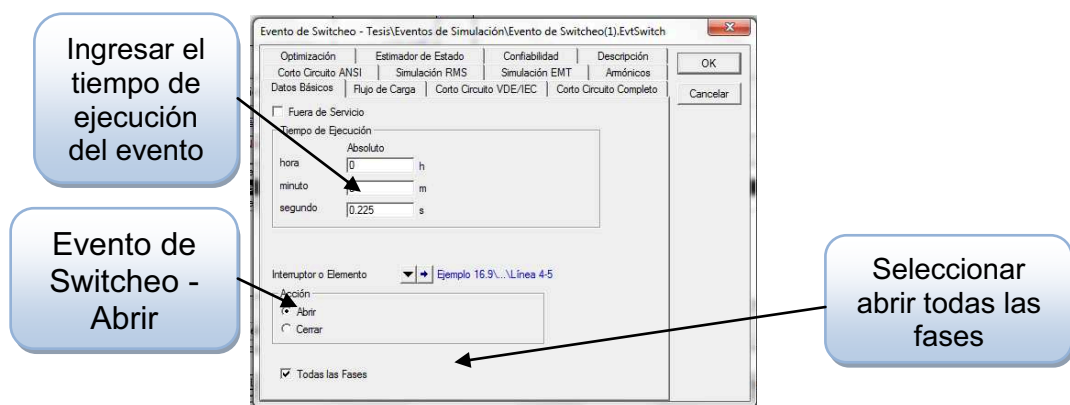 Ingresar el
tiempo de
ejecución
del evento
Evento de
Switcheo -
Abrir
Evento de Switcheo - Tesis\Eventos de Simulación\Evento de Switcheo(1).EvtSwitch
Optimización Estimador de Estado Confiabilidad Descripción
Corto Circuito ANSI Simulación RMS Simulación EMT Armónicos
Datos Básicos Flujo de Carga Corto Circuito VDE/IEC Corto Circuito Completo
OK
Cancelar
Fuera de Servicio
Tiempo de Ejecución
Absoluto
hora 0 h
minuto m
segundo 0.225 s
Interruptor o Elemento Ejemplo 16.9\...\Línea 4-5
Acción
Abrir
Cerrar
Todas las Fases
Seleccionar
abrir todas las
fases